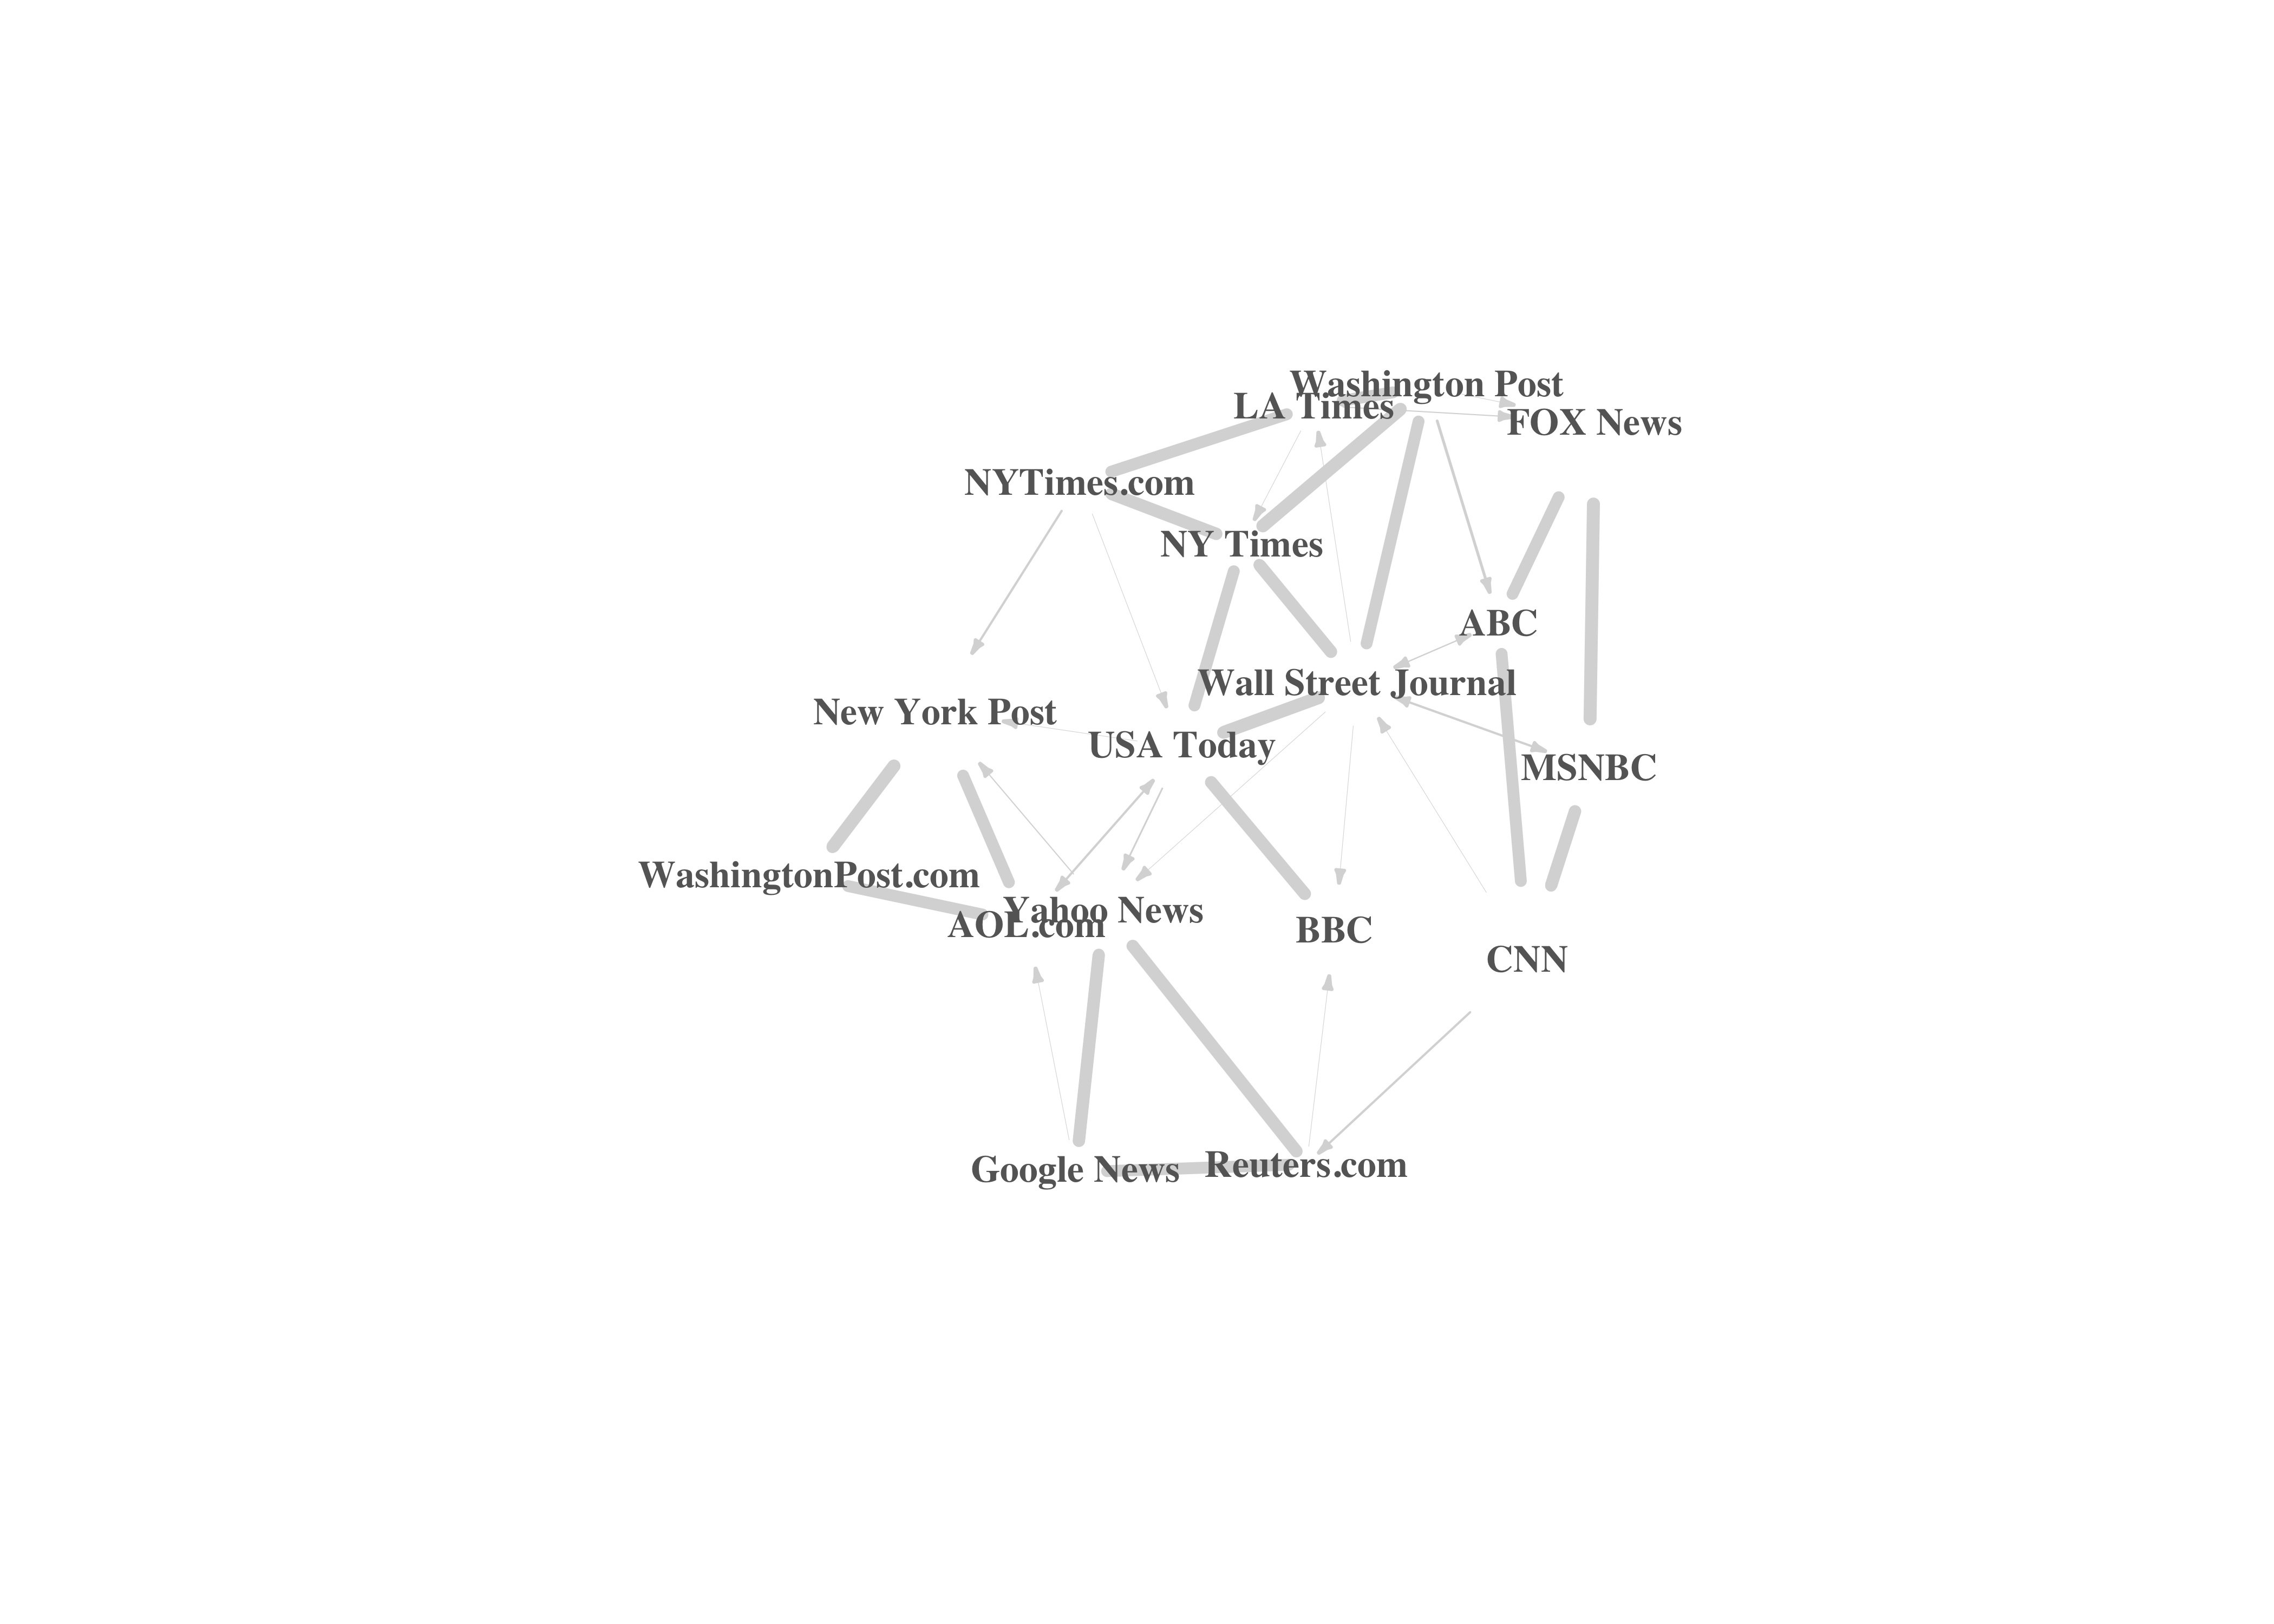 Washington Post
LA Times
FOX News
NYTimes.com
NY Times
ABC
Wall Street Journal
New York Post
USA Today
MSNBC
WashingtonPost.com
Yahoo News
AOL.com
BBC
CNN
Google News
Reuters.com